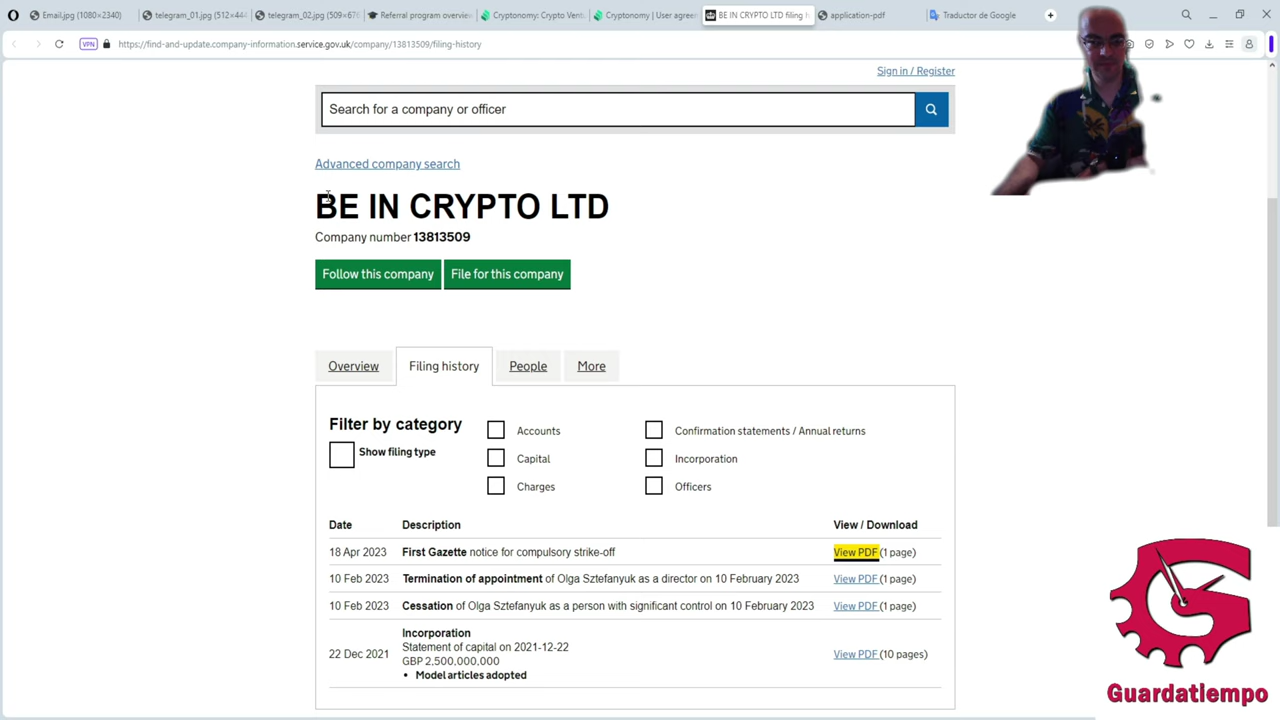 Email.jpg (1080×2340)
telegram_01.jpg (512×444
telegram_02.jpg (509×676
Referral program overview
Cryptonomy: Crypto Vent
Cryptonomy | User agree
BE IN CRYPTO LTD filing h
application-pdf
Traductor de Google
VPN
https://find-and-update.company-information.service.gov.uk/company/13813509/filing-history
Sign in / Register
Search for a company or officer
Advanced company search
BE IN CRYPTO LTD
Company number 13813509
Follow this company
File for this company
Overview
Filing history
People
More
Filter by category
Show filing type
Accounts
Confirmation statements / Annual returns
Capital
Incorporation
Charges
Officers
Date Description View / Download
18 Apr 2023 First Gazette notice for compulsory strike-off View PDF (1 page)
10 Feb 2023 Termination of appointment of Olga Sztefanyuk as a director on 10 February 2023 View PDF (1 page)
10 Feb 2023 Cessation of Olga Sztefanyuk as a person with significant control on 10 February 2023 View PDF (1 page)
Incorporation
Statement of capital on 2021-12-22
22 Dec 2021 View PDF (10 pages)
GBP 2,500,000,000
• Model articles adopted
GuardatIempo